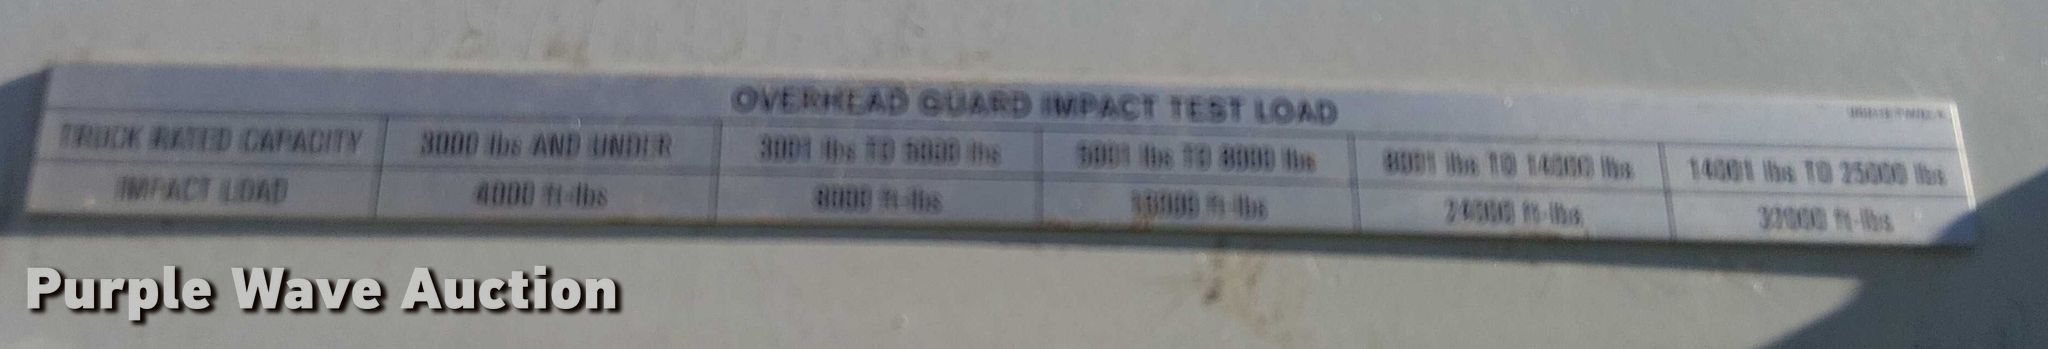 OVERHEAD GUARD IMPACT TEST LOAD
TRUCK RATED CAPACITY 3000 lbs AND UNDER 3001 lbs TO 5000 lbs 5001 lbs TO 8000 lbs 8001 lbs TO 14000 lbs 14001 lbs TO 25000 lbs
IMPACT LOAD 4000 ft-lbs 8000 ft-lbs 16000 ft-lbs 24000 ft-lbs 32000 ft-lbs
Purple Wave Auction